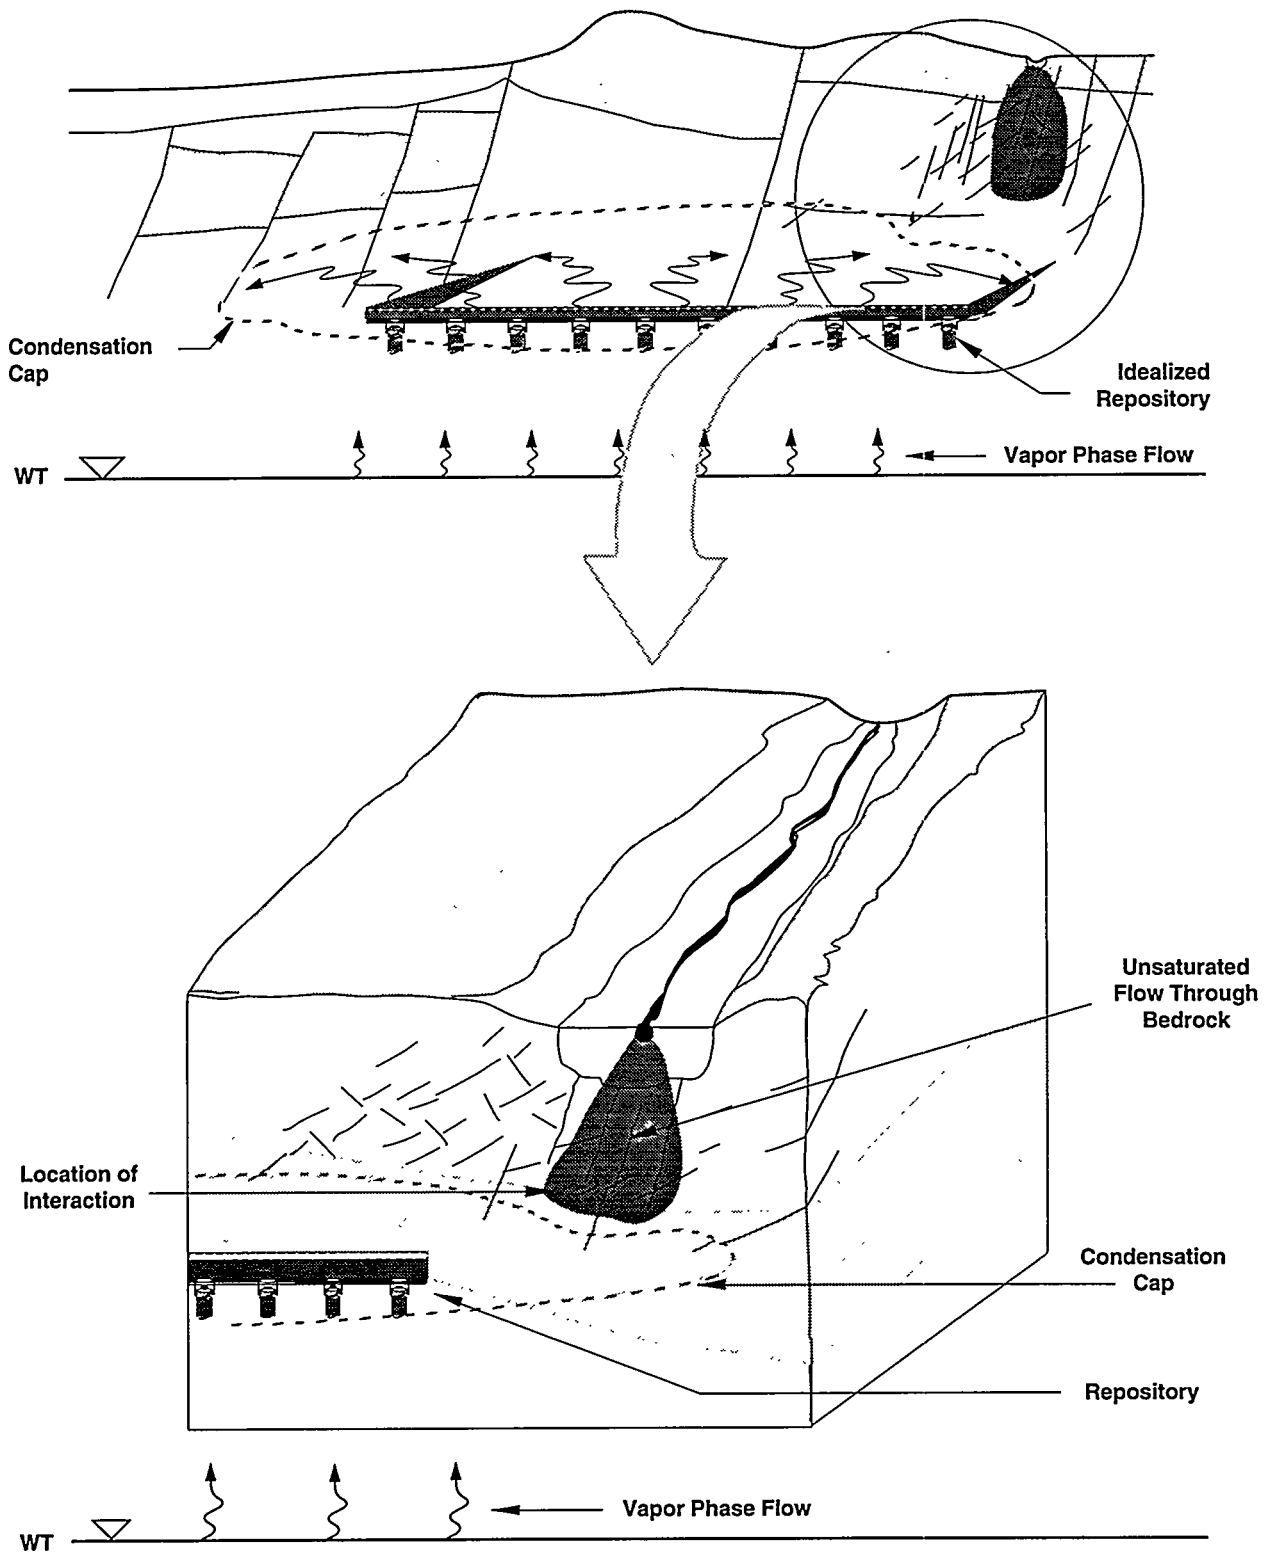 Condensation
Cap
Idealized
Repository
Vapor Phase Flow
WT
Unsaturated
Flow Through
Bedrock
Location of
Interaction
Condensation
Cap
Repository
Vapor Phase Flow
WT